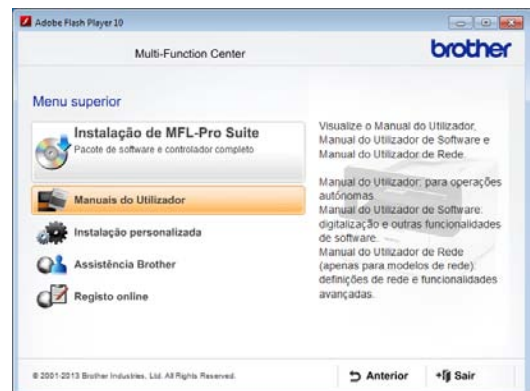 Adobe Flash Player 10
Multi-Function Center
brother
Menu superior
Instalação de MFL-Pro Suite
Pacote de software e controlador completo
Manuais do Utilizador
Instalação personalizada
Assistência Brother
Registo online
Visualize o Manual do Utilizador,
Manual do Utilizador de Software e
Manual do Utilizador de Rede.
Manual do Utilizador: para operações
autónomas.
Manual do Utilizador de Software:
digitalização e outras funcionalidades
de software.
Manual do Utilizador de Rede
(apenas para modelos de rede):
definições de rede e funcionalidades
avançadas.
© 2001-2013 Brother Industries, Ltd. All Rights Reserved.
Anterior
Sair